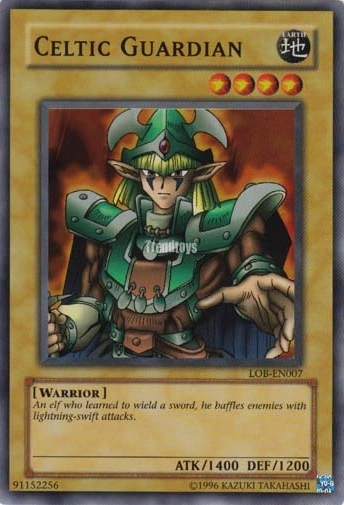 CELTIC GUARDIAN
EARTH
地
Trendtoys
LOB-EN007
[WARRIOR]
An elf who learned to wield a sword, he baffles enemies with
lightning-swift attacks.
ATK/1400 DEF/1200
91152256
©1996 KAZUKI TAKAHASHI